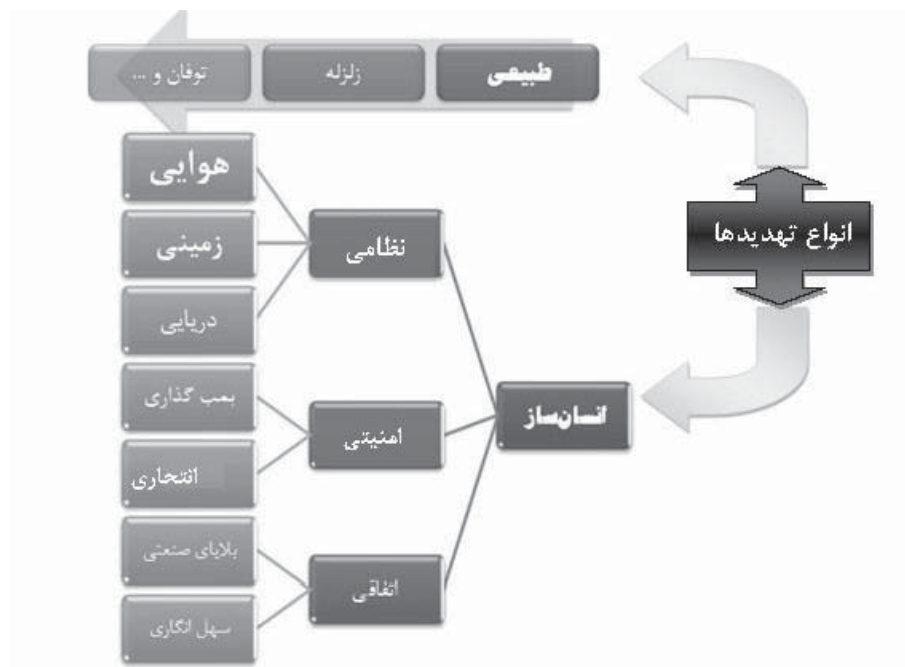 انواع تهدیدها
طبیعی
زلزله
توفان و ...
انسان‌ساز
نظامی
هوایی
زمینی
دریایی
امنیتی
بمب گذاری
انتحاری
اتفاقی
بلایای صنعتی
سهل انگاری